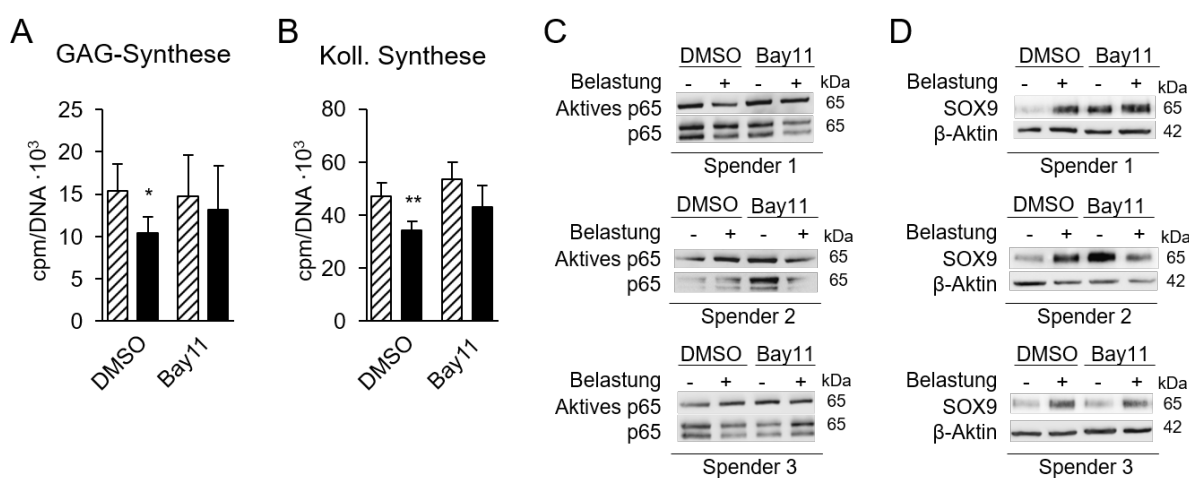 A
GAG-Synthese
cpm/DNA ·10³
25
20
15
10
5
0
*
DMSO
Bay11
B
Koll. Synthese
cpm/DNA ·10³
80
60
40
20
0
**
DMSO
Bay11
C
DMSO Bay11
Belastung - + - + kDa
Aktives p65 65
p65 65
Spender 1
DMSO Bay11
Belastung - + - + kDa
Aktives p65 65
p65 65
Spender 2
DMSO Bay11
Belastung - + - + kDa
Aktives p65 65
p65 65
Spender 3
D
DMSO Bay11
Belastung - + - + kDa
SOX9 65
β-Aktin 42
Spender 1
DMSO Bay11
Belastung - + - + kDa
SOX9 65
β-Aktin 42
Spender 2
DMSO Bay11
Belastung - + - + kDa
SOX9 65
β-Aktin 42
Spender 3